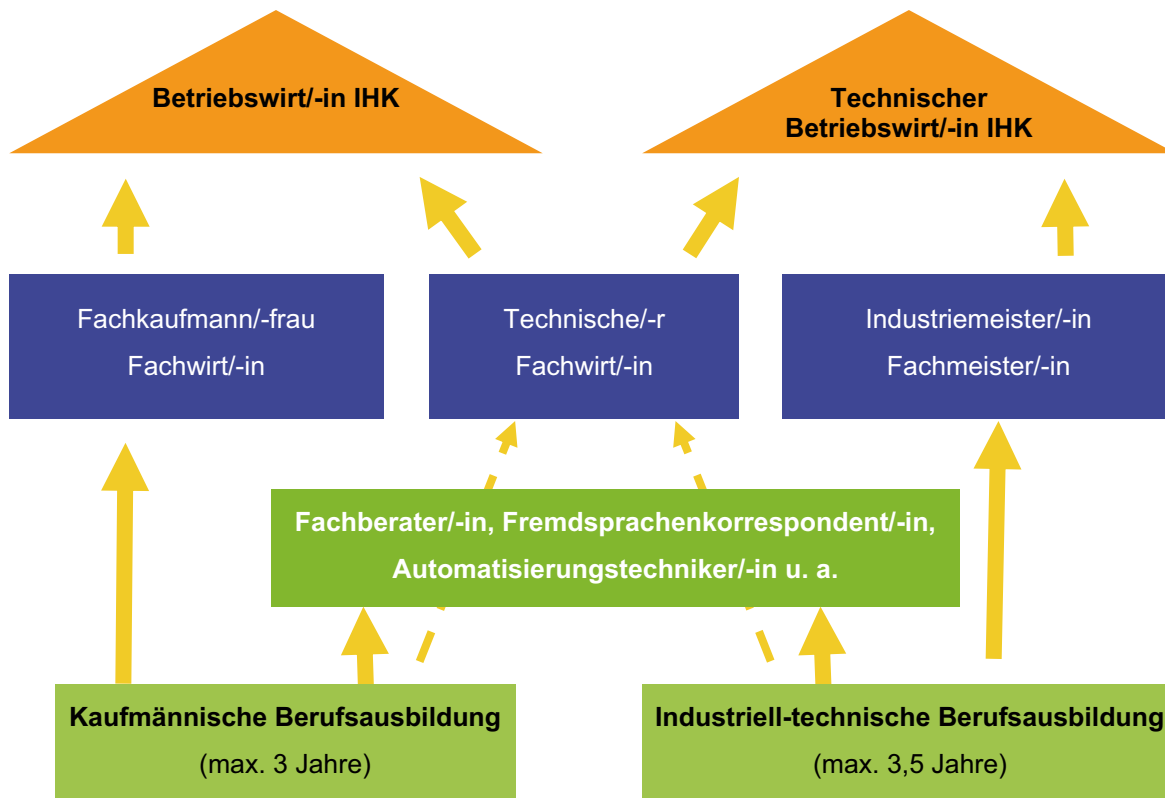 Betriebswirt/-in IHK
Technischer
Betriebswirt/-in IHK
Fachkaufmann/-frau
Fachwirt/-in
Technische/-r
Fachwirt/-in
Industriemeister/-in
Fachmeister/-in
Fachberater/-in, Fremdsprachenkorrespondent/-in,
Automatisierungstechniker/-in u. a.
Kaufmännische Berufsausbildung
(max. 3 Jahre)
Industriell-technische Berufsausbildung
(max. 3,5 Jahre)